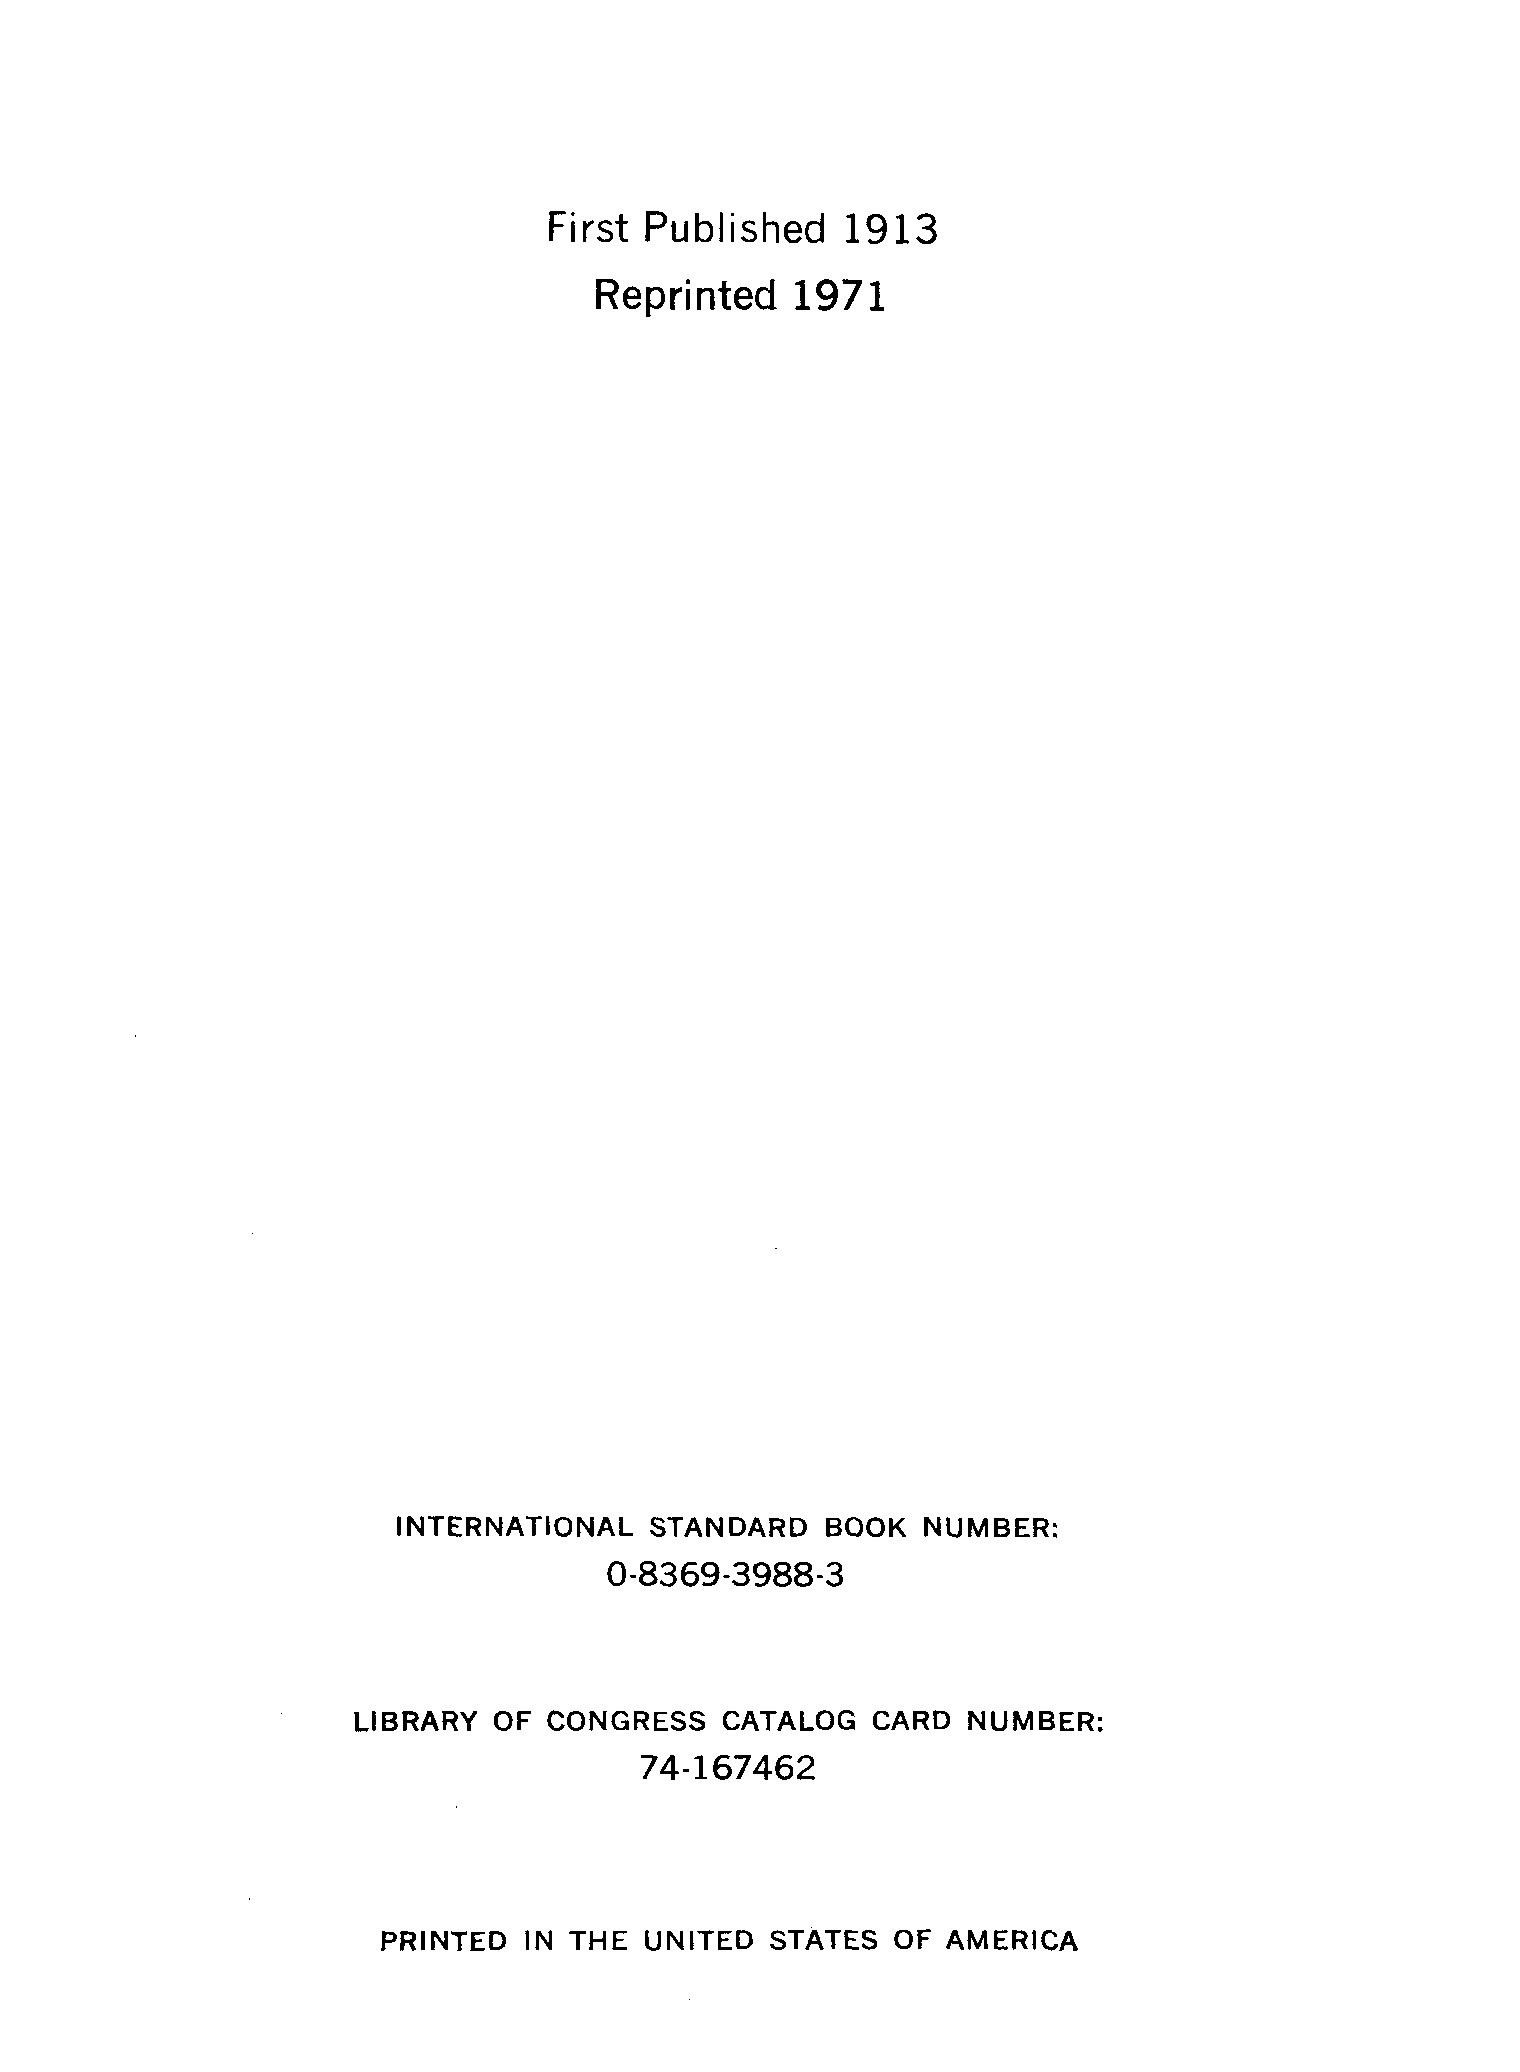 First Published 1913
Reprinted 1971
INTERNATIONAL STANDARD BOOK NUMBER:
0-8369-3988-3
LIBRARY OF CONGRESS CATALOG CARD NUMBER:
74-167462
PRINTED IN THE UNITED STATES OF AMERICA